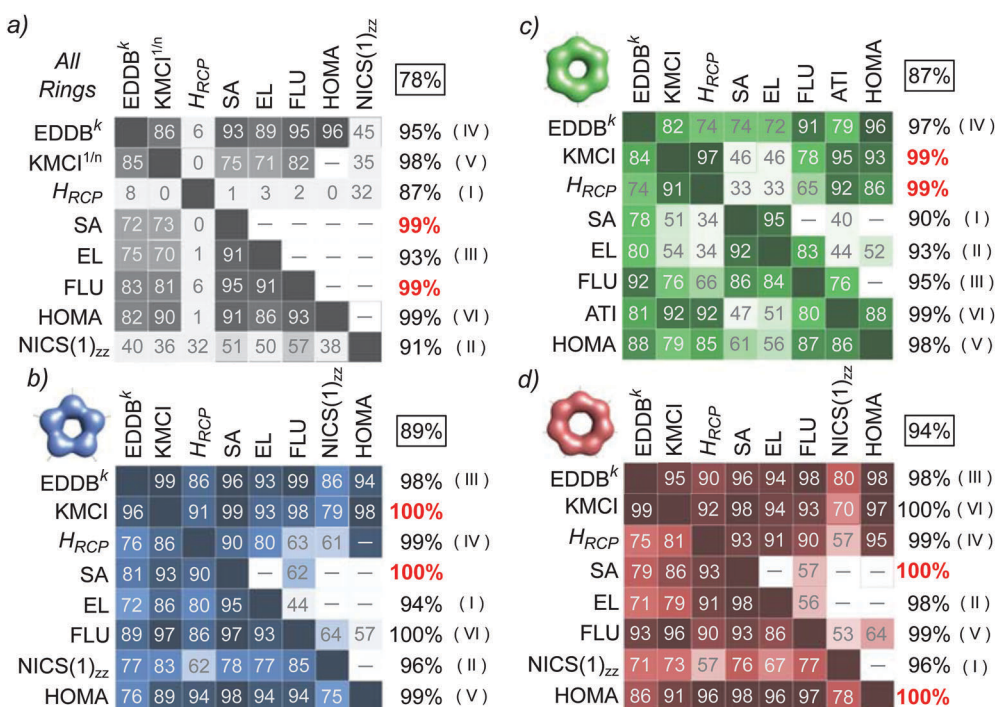 a)
All
Rings
EDDBᵏ KMCI¹ᐟⁿ H_RCP SA EL FLU HOMA NICS(1)zz 78%
EDDBᵏ 86 6 93 89 95 96 45 95% (IV)
KMCI¹ᐟⁿ 85 0 75 71 82 — 35 98% (V)
H_RCP 8 0 1 3 2 0 32 87% (I)
SA 72 73 0 — — — — 99%
EL 75 70 1 91 — — — 93% (III)
FLU 83 81 6 95 91 — — 99%
HOMA 82 90 1 91 86 93 — 99% (VI)
NICS(1)zz 40 36 32 51 50 57 38 91% (II)
c)
EDDBᵏ KMCI H_RCP SA EL FLU ATI HOMA 87%
EDDBᵏ 82 74 74 72 91 79 96 97% (IV)
KMCI 84 97 46 46 78 95 93 99%
H_RCP 74 91 33 33 65 92 86 99%
SA 78 51 34 95 — 40 — 90% (I)
EL 80 54 34 92 83 44 52 93% (II)
FLU 92 76 66 86 84 76 — 95% (III)
ATI 81 92 92 47 51 80 88 99% (VI)
HOMA 88 79 85 61 56 87 86 98% (V)
b)
EDDBᵏ KMCI H_RCP SA EL FLU NICS(1)zz HOMA 89%
EDDBᵏ 99 86 96 93 99 86 94 98% (III)
KMCI 96 91 99 93 98 79 98 100%
H_RCP 76 86 90 80 63 61 — 99% (IV)
SA 81 93 90 — 62 — — 100%
EL 72 86 80 95 44 — — 94% (I)
FLU 89 97 86 97 93 64 57 100% (VI)
NICS(1)zz 77 83 62 78 77 85 — 96% (II)
HOMA 76 89 94 98 94 94 75 99% (V)
d)
EDDBᵏ KMCI H_RCP SA EL FLU NICS(1)zz HOMA 94%
EDDBᵏ 95 90 96 94 98 80 98 98% (III)
KMCI 99 92 98 94 93 70 97 100% (VI)
H_RCP 75 81 93 91 90 57 95 99% (IV)
SA 79 86 93 — 57 — — 100%
EL 71 79 91 98 56 — — 98% (II)
FLU 93 96 90 93 86 53 64 99% (V)
NICS(1)zz 71 73 57 76 67 77 — 96% (I)
HOMA 86 91 96 98 96 97 78 100%